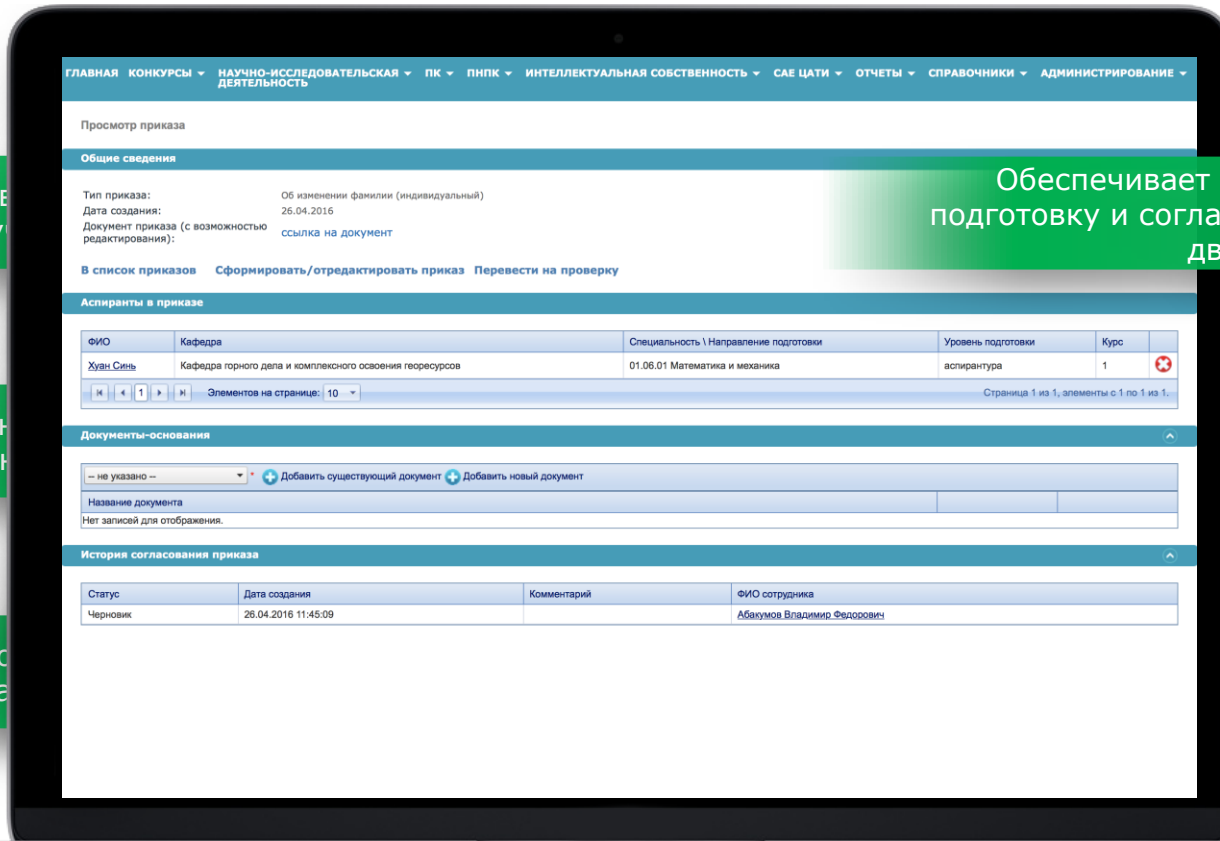 ГЛАВНАЯ КОНКУРСЫ НАУЧНО-ИССЛЕДОВАТЕЛЬСКАЯ ДЕЯТЕЛЬНОСТЬ ПК ПНПК ИНТЕЛЛЕКТУАЛЬНАЯ СОБСТВЕННОСТЬ САЕ ЦАТИ ОТЧЕТЫ СПРАВОЧНИКИ АДМИНИСТРИРОВАНИЕ
Просмотр приказа
Общие сведения
Обеспечивает
подготовку и согла
дв
Тип приказа: Об изменении фамилии (индивидуальный)
Дата создания: 26.04.2016
Документ приказа (с возможностью
редактирования): ссылка на документ
В список приказов Сформировать/отредактировать приказ Перевести на проверку
Аспиранты в приказе
ФИО Кафедра Специальность \ Направление подготовки Уровень подготовки Курс
Хуан Синь Кафедра горного дела и комплексного освоения георесурсов 01.06.01 Математика и механика аспирантура 1
1 Элементов на странице: 10 Страница 1 из 1, элементы с 1 по 1 из 1.
Документы-основания
-- не указано -- * Добавить существующий документ Добавить новый документ
Название документа
Нет записей для отображения.
История согласования приказа
Статус Дата создания Комментарий ФИО сотрудника
Черновик 26.04.2016 11:45:09 Абакумов Владимир Федорович